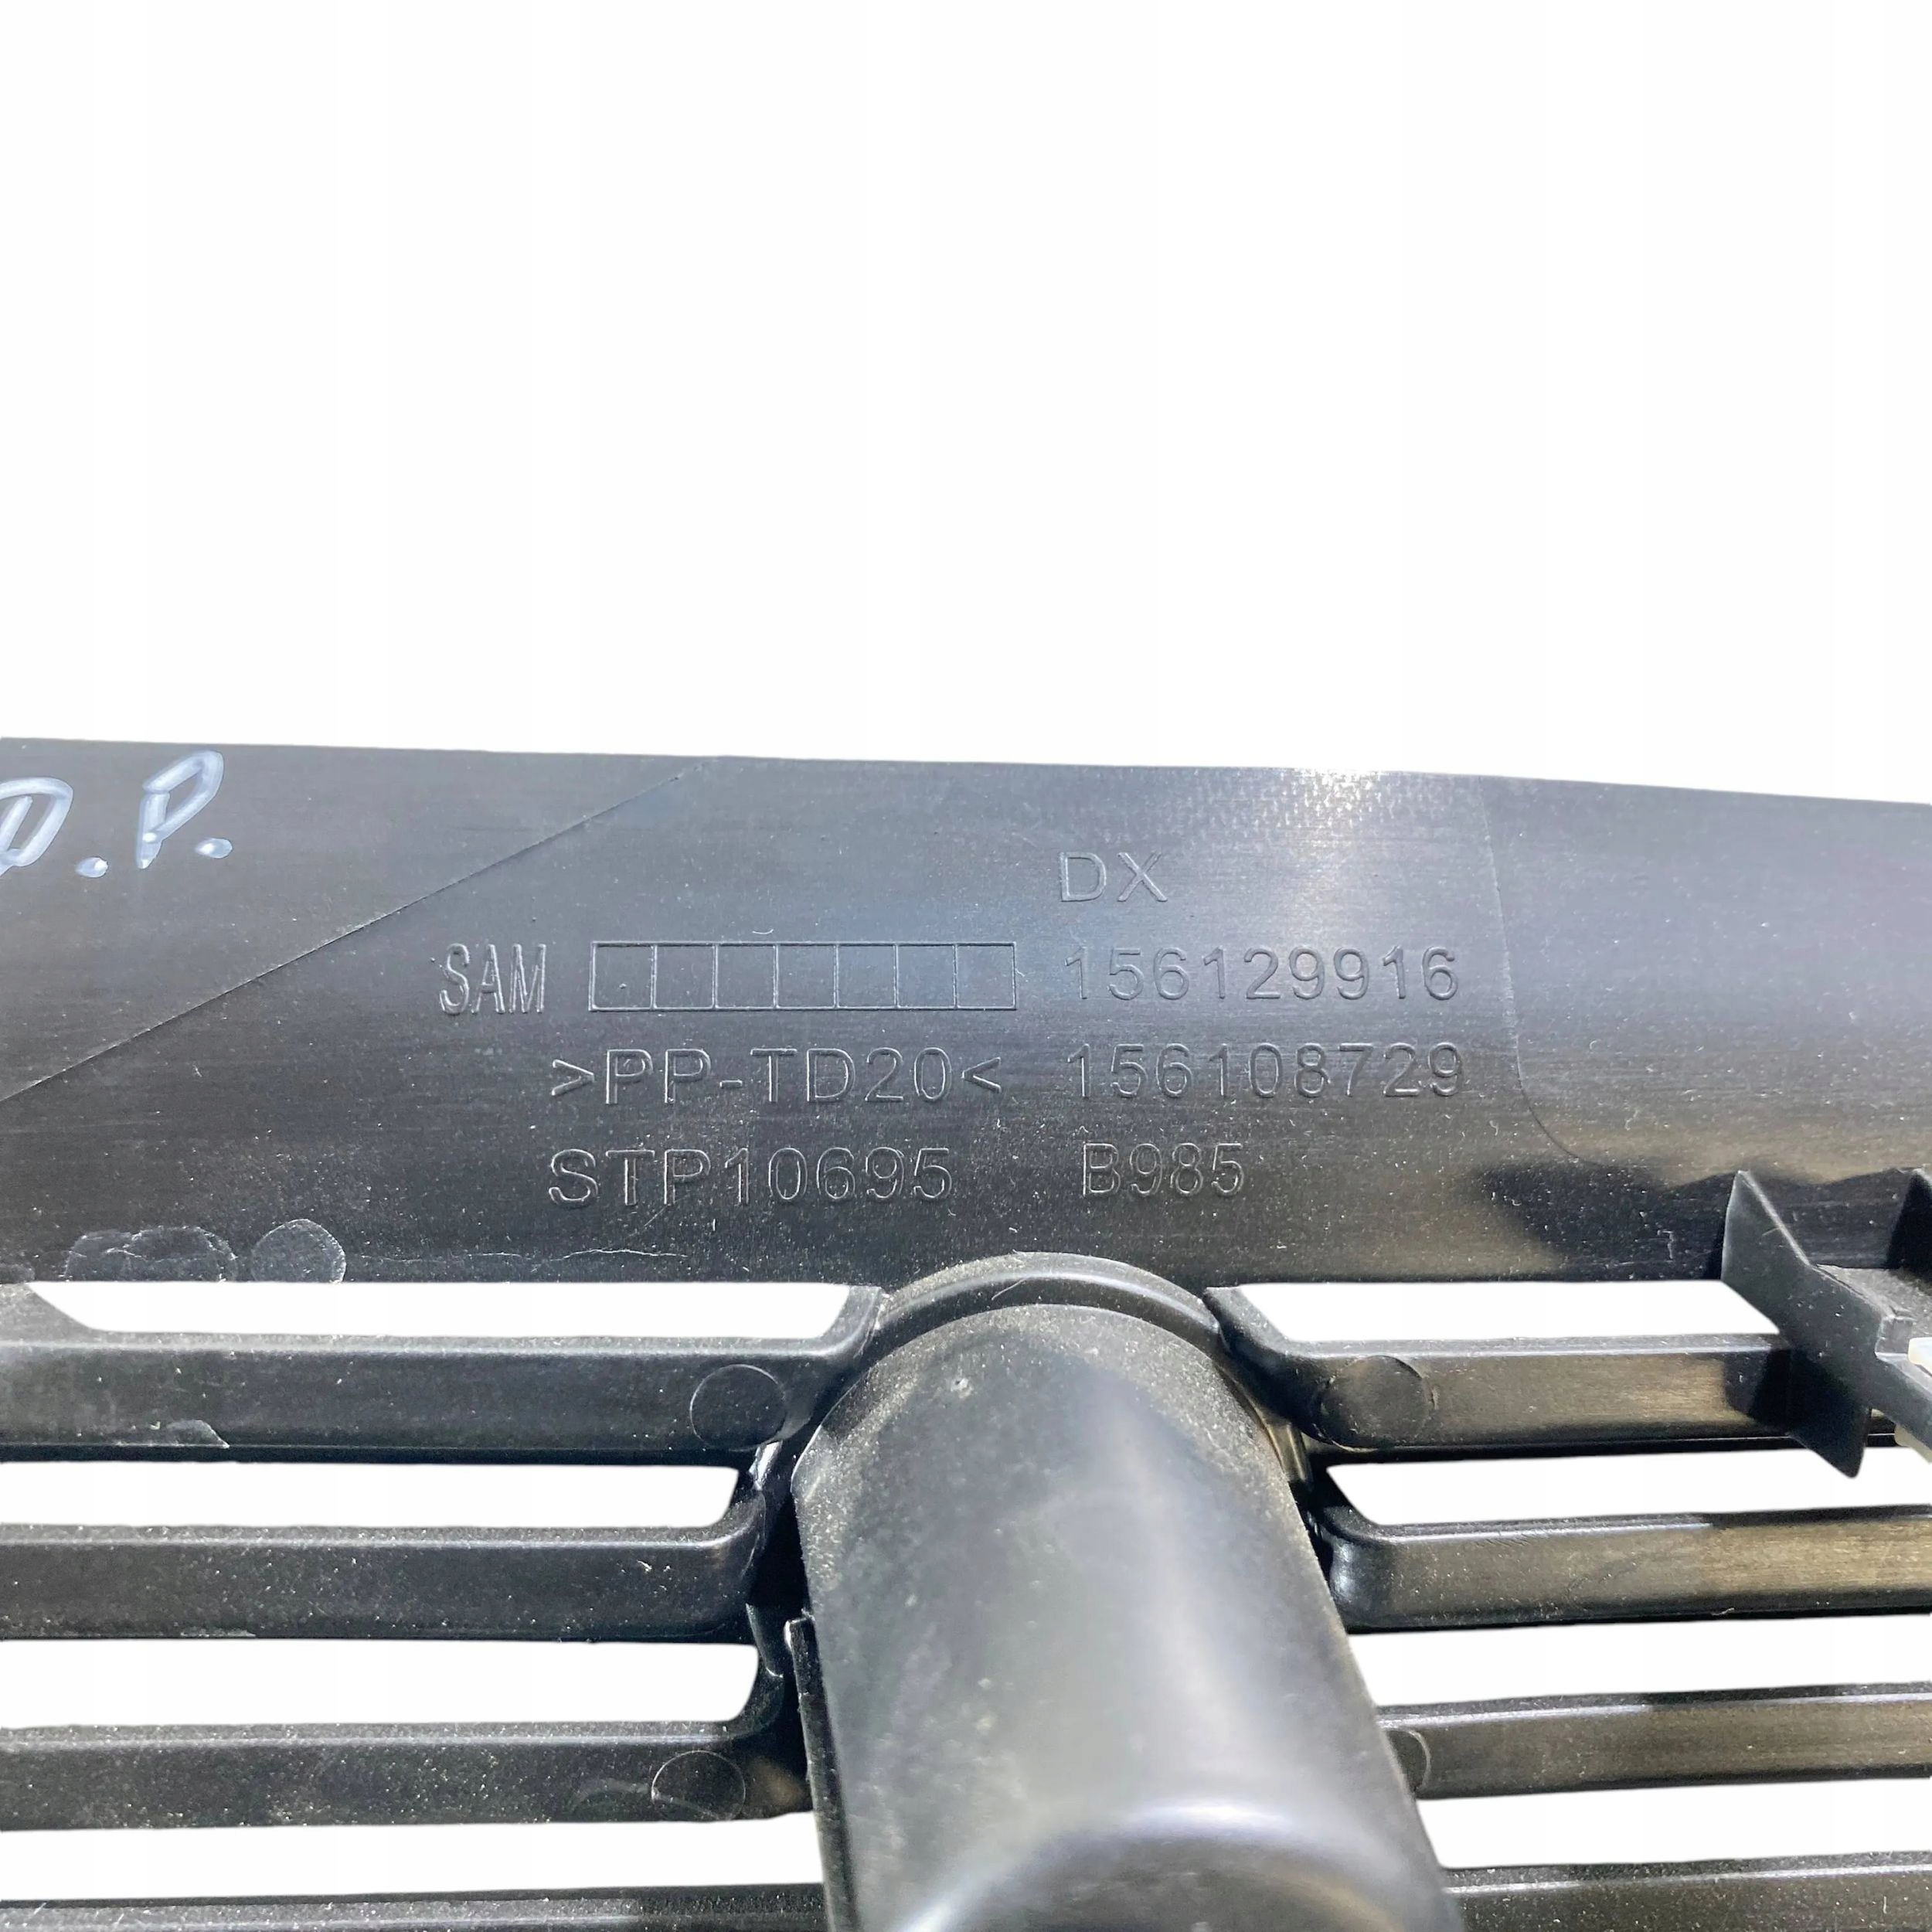 D.P.
DX
SAM 156129916
>PP-TD20< 156108729
STP10695 B985